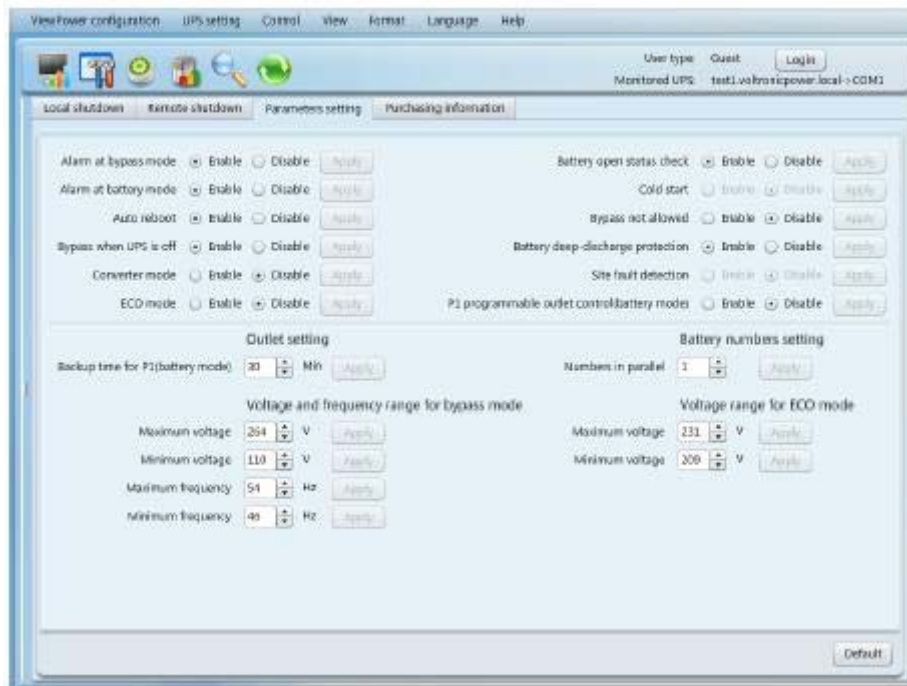 ViewPower configuration UPS setting Control View Format Language Help
User type: Guest Login
Monitored UPS: test1.voltronicpower.local->COM1
Local shutdown Remote shutdown Parameters setting Purchasing information
Alarm at bypass mode Enable Disable Apply Battery open status check Enable Disable Apply
Alarm at battery mode Enable Disable Apply Cold start Enable Disable Apply
Auto reboot Enable Disable Apply Bypass not allowed Enable Disable Apply
Bypass when UPS is off Enable Disable Apply Battery deep-discharge protection Enable Disable Apply
Converter mode Enable Disable Apply Site fault detection Enable Disable Apply
ECO mode Enable Disable Apply P1 programmable outlet control(battery mode) Enable Disable Apply
Outlet setting Battery numbers setting
Backup time for P1(battery mode) 30 Min Apply Numbers in parallel 1 Apply
Voltage and frequency range for bypass mode Voltage range for ECO mode
Maximum voltage 264 V Apply Maximum voltage 231 V Apply
Minimum voltage 110 V Apply Minimum voltage 209 V Apply
Maximum frequency 54 Hz Apply
Minimum frequency 46 Hz Apply
Default